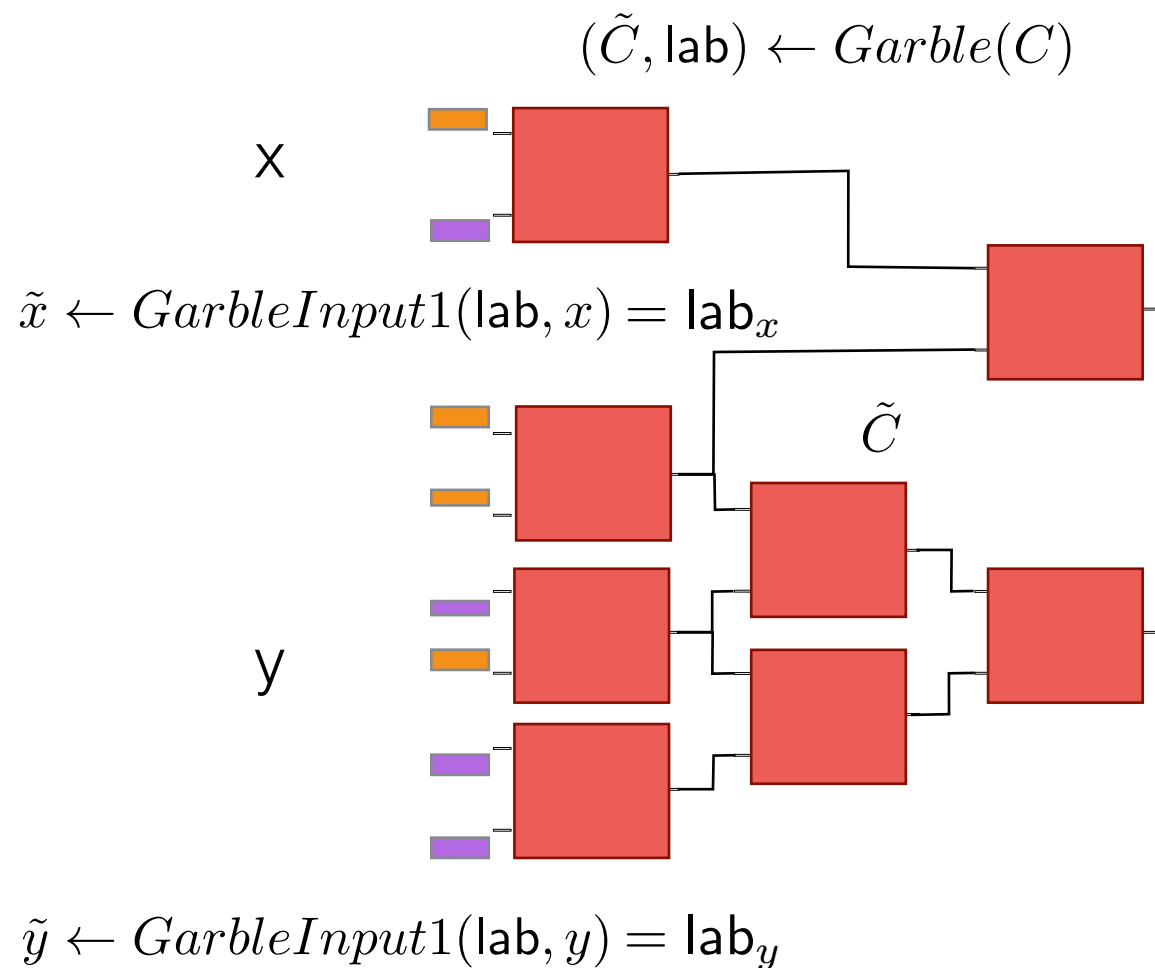 (C̃, lab) ← Garble(C)
x
x̃ ← GarbleInput1(lab, x) = lab_x
C̃
y
ỹ ← GarbleInput1(lab, y) = lab_y